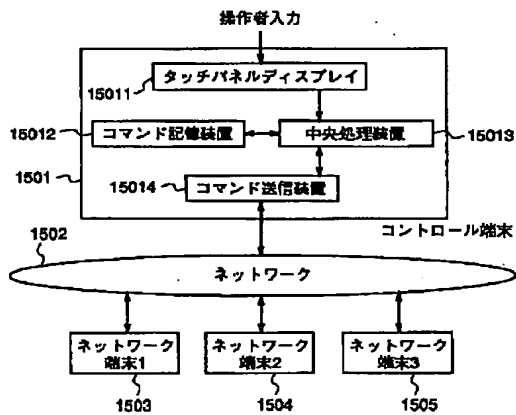 操作者入力
タッチパネルディスプレイ
15011
15012
コマンド記憶装置
中央処理装置
15013
1501
15014
コマンド送信装置
コントロール端末
1502
ネットワーク
ネットワーク
端末1
ネットワーク
端末2
ネットワーク
端末3
1503
1504
1505